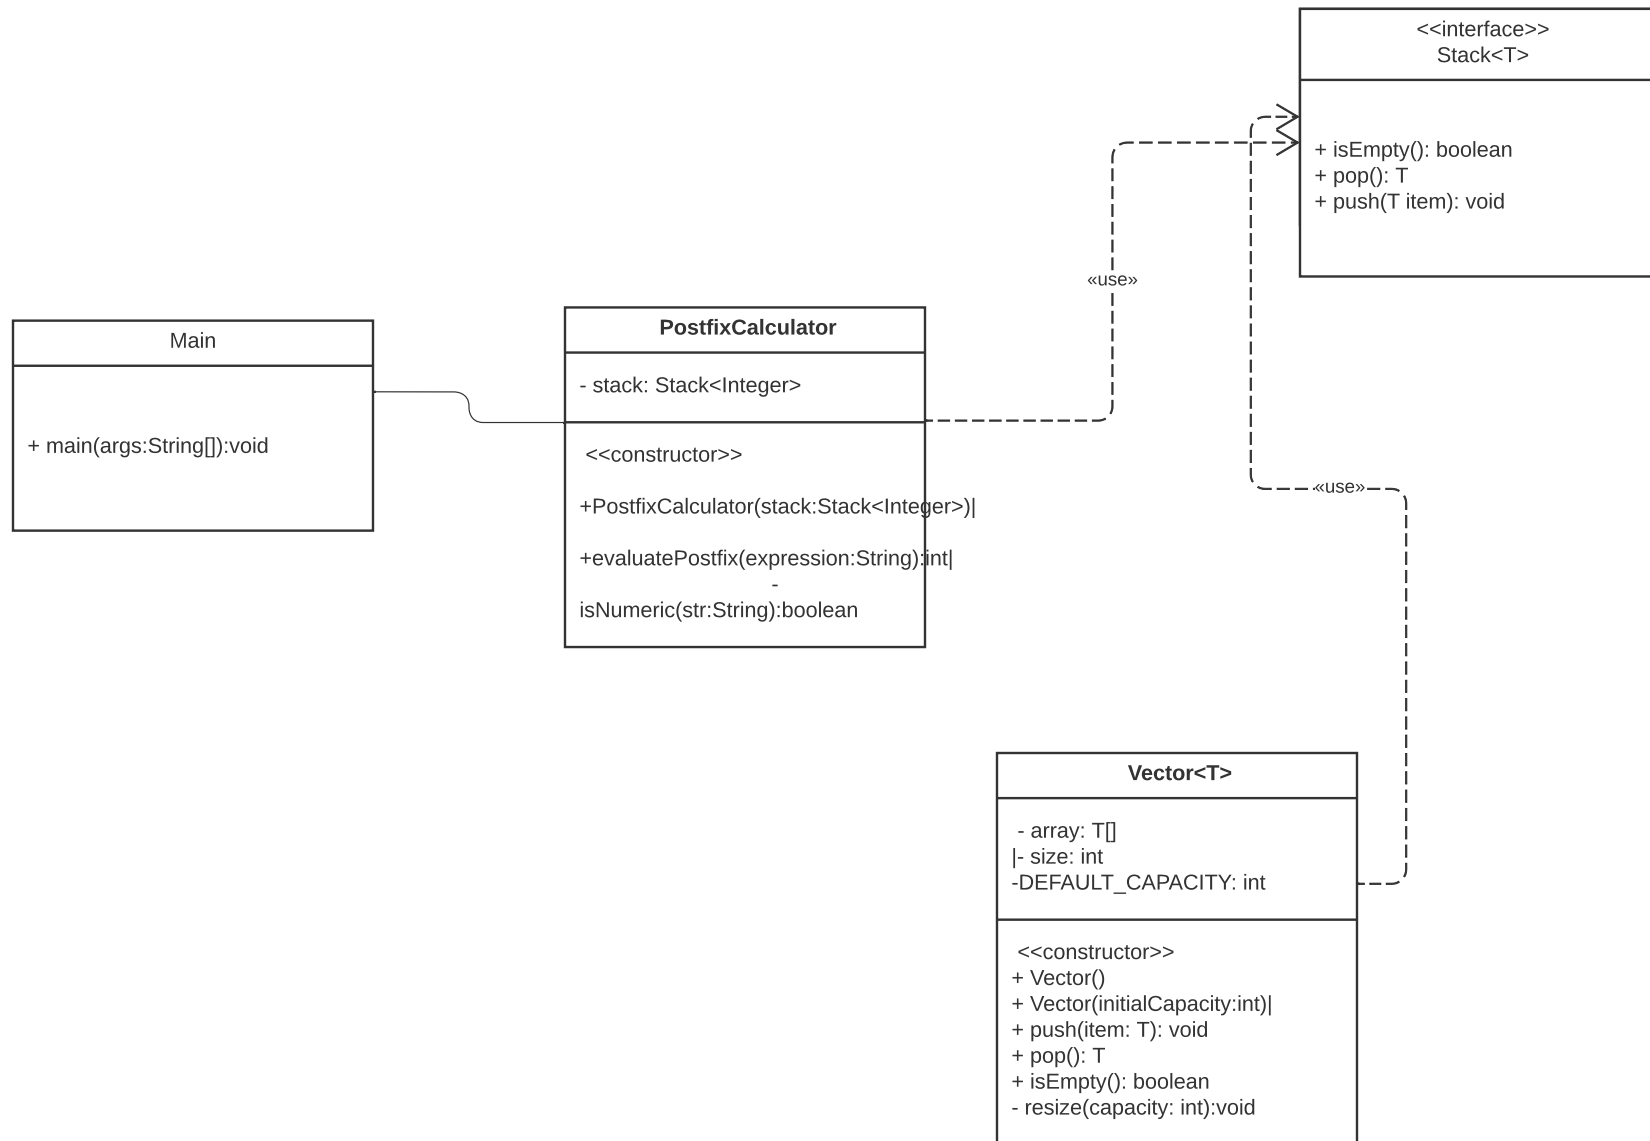 <<interface>>
Stack<T>
+ isEmpty(): boolean
+ pop(): T
+ push(T item): void
«use»
Main
+ main(args:String[]):void
PostfixCalculator
- stack: Stack<Integer>
<<constructor>>
+PostfixCalculator(stack:Stack<Integer>)|
+evaluatePostfix(expression:String):int|
-
isNumeric(str:String):boolean
«use»
Vector<T>
- array: T[]
|- size: int
-DEFAULT_CAPACITY: int
<<constructor>>
+ Vector()
+ Vector(initialCapacity:int)|
+ push(item: T): void
+ pop(): T
+ isEmpty(): boolean
- resize(capacity: int):void